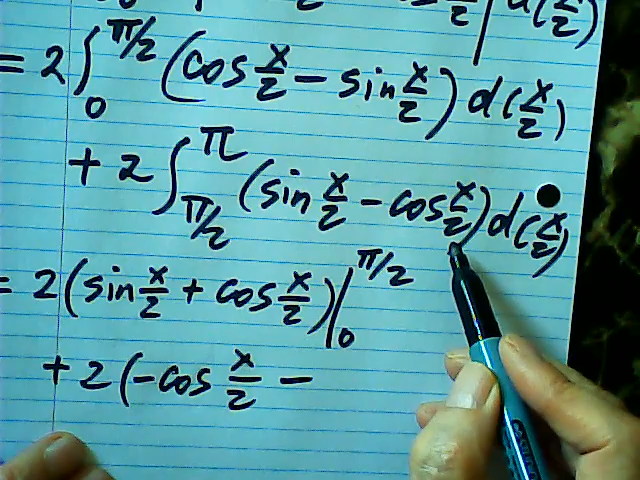 = 2 ∫₀^{π/2} (cos x/2 − sin x/2) d(x/2)
+ 2 ∫_{π/2}^{π} (sin x/2 − cos x/2) d(x/2)
= 2 (sin x/2 + cos x/2) |₀^{π/2}
+ 2 (−cos x/2 −